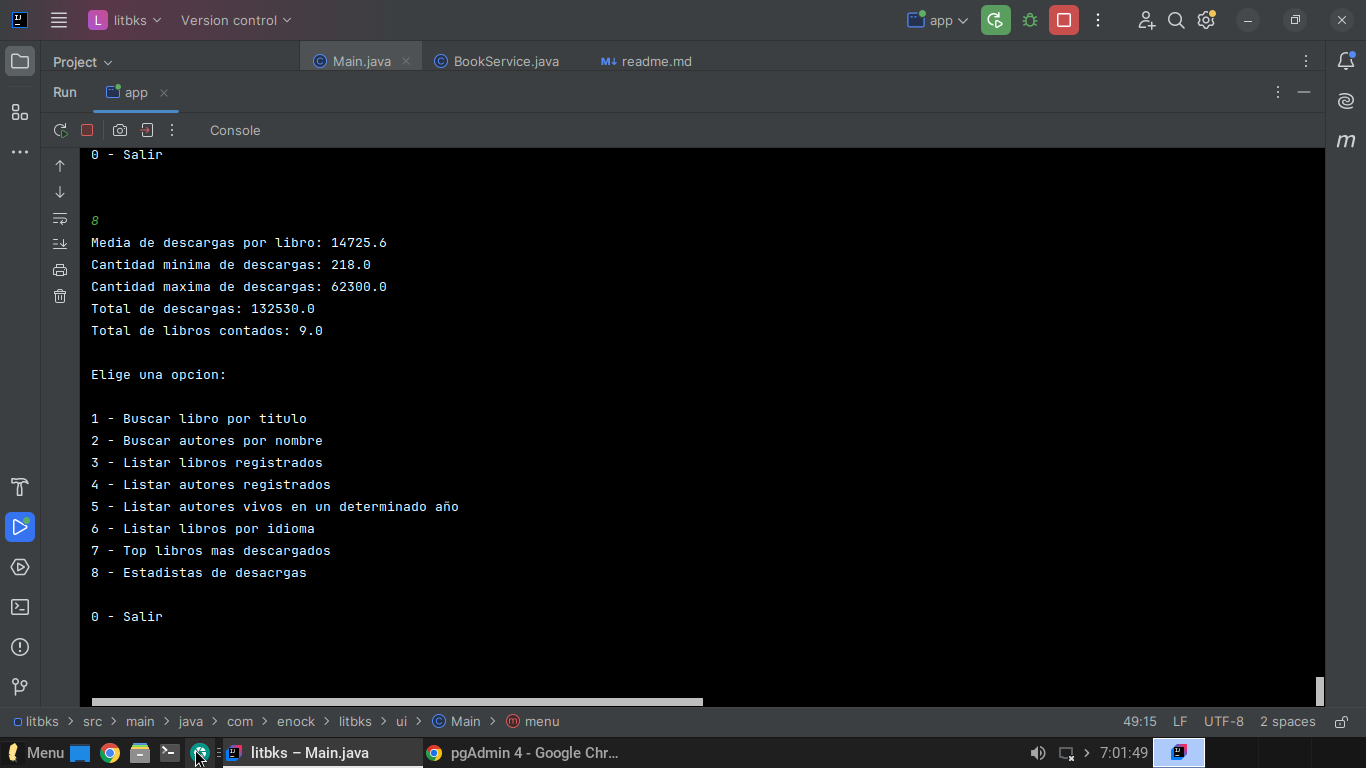 L litbks Version control app
Project Main.java BookService.java M↓ readme.md
Run app
Console
0 - Salir
8
Media de descargas por libro: 14725.6
Cantidad minima de descargas: 218.0
Cantidad maxima de descargas: 62300.0
Total de descargas: 132530.0
Total de libros contados: 9.0
Elige una opcion:
1 - Buscar libro por titulo
2 - Buscar autores por nombre
3 - Listar libros registrados
4 - Listar autores registrados
5 - Listar autores vivos en un determinado año
6 - Listar libros por idioma
7 - Top libros mas descargados
8 - Estadistas de desacrgas
0 - Salir
litbks > src > main > java > com > enock > litbks > ui > Main > menu 49:15 LF UTF-8 2 spaces
Menu litbks – Main.java pgAdmin 4 - Google Chr... 7:01:49